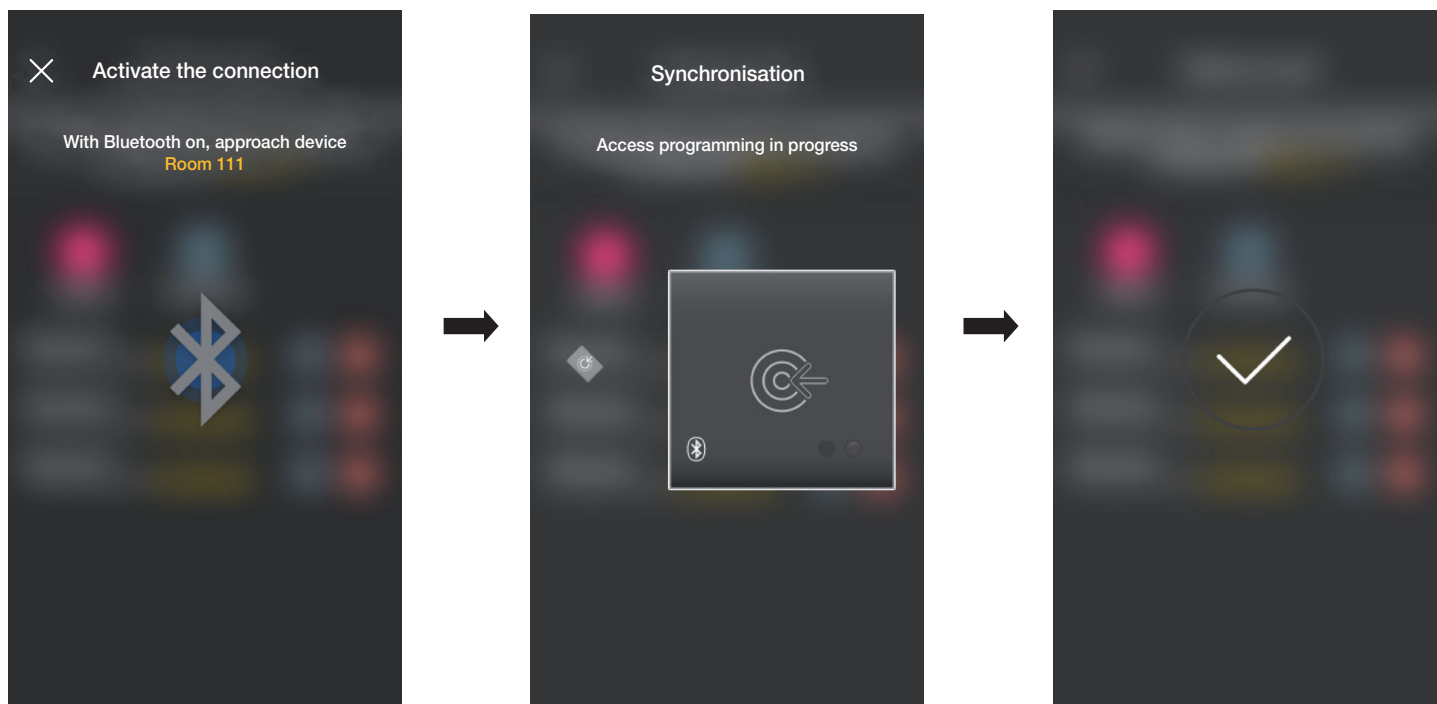 Activate the connection
With Bluetooth on, approach device
Room 111
Synchronisation
Access programming in progress